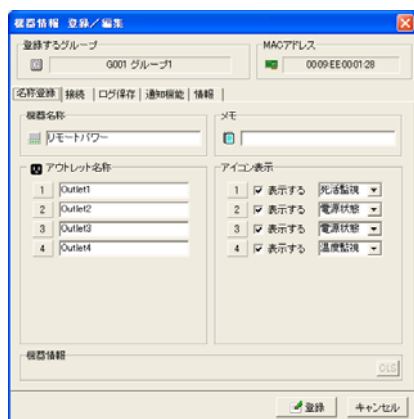 機器情報 登録／編集
登録するグループ
G001 グループ1
MACアドレス
00:09:EE:00:01:28
名称登録 接続 ログ保存 通知機能 情報
機器名称
リモートパワー
メモ
アウトレット名称
1 Outlet1
2 Outlet2
3 Outlet3
4 Outlet4
アイコン表示
1 表示する 死活監視
2 表示する 電源状態
3 表示する 電源状態
4 表示する 温度監視
機器情報
CLS
登録 キャンセル